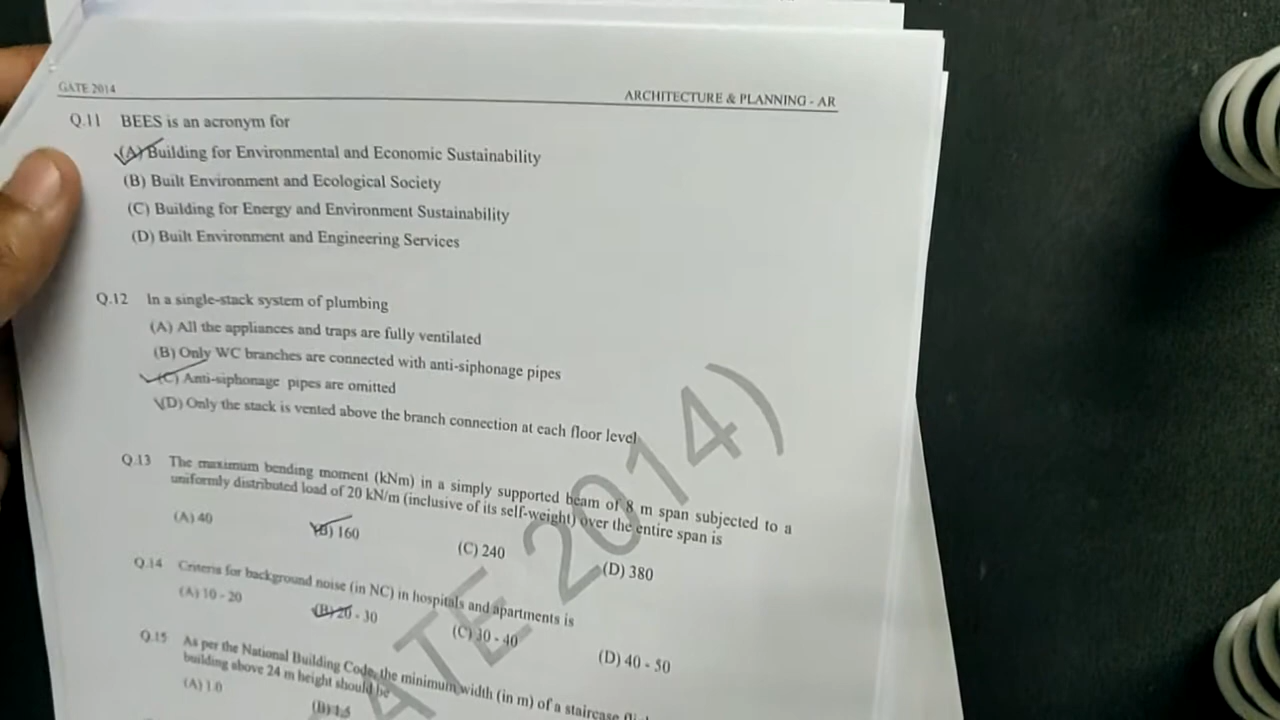 GATE 2014
ARCHITECTURE & PLANNING - AR
Q.11 BEES is an acronym for
(A) Building for Environmental and Economic Sustainability
(B) Built Environment and Ecological Society
(C) Building for Energy and Environment Sustainability
(D) Built Environment and Engineering Services
Q.12 In a single-stack system of plumbing
(A) All the appliances and traps are fully ventilated
(B) Only WC branches are connected with anti-siphonage pipes
(C) Anti-siphonage pipes are omitted
(D) Only the stack is vented above the branch connection at each floor level
Q.13 The maximum bending moment (kNm) in a simply supported beam of 8 m span subjected to a
uniformly distributed load of 20 kN/m (inclusive of its self-weight) over the entire span is
(A) 40 (B) 160 (C) 240 (D) 380
Q.14 Criteria for background noise (in NC) in hospitals and apartments is
(A) 10 - 20 (B) 20 - 30 (C) 30 - 40 (D) 40 - 50
Q.15 As per the National Building Code, the minimum width (in m) of a staircase
building above 24 m height should be
(A) 1.0 (B) 1.5
ATE 2014)